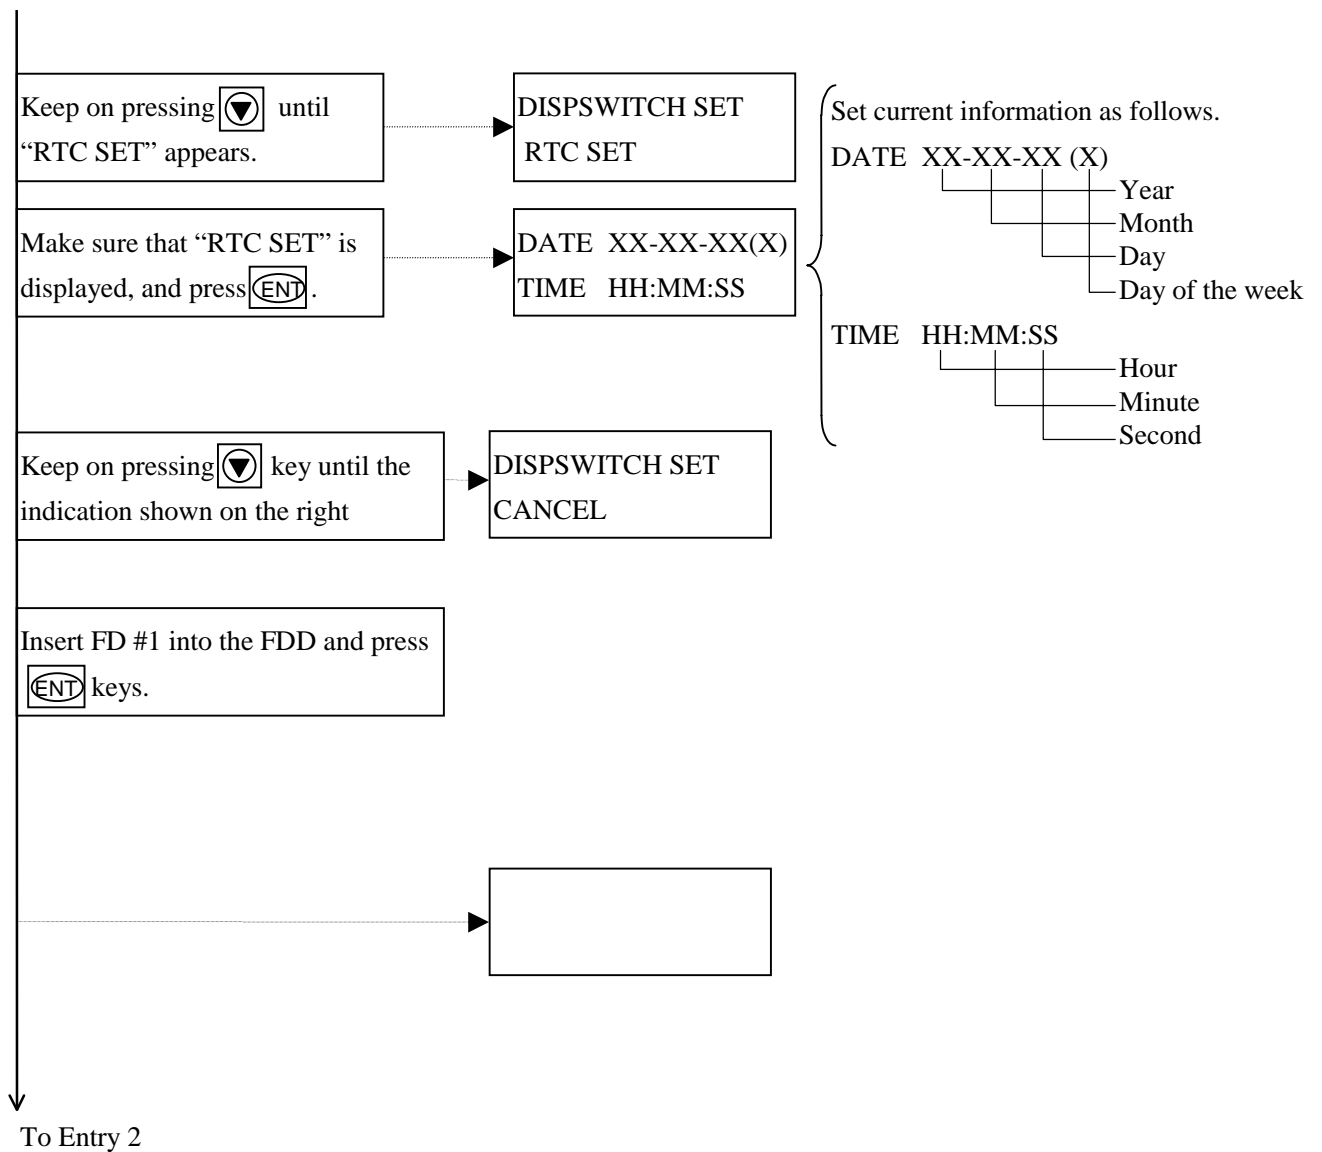 Keep on pressing ▼ until
“RTC SET” appears.
DISPSWITCH SET
RTC SET
Set current information as follows.
DATE XX-XX-XX (X)
Year
Month
Day
Day of the week
TIME HH:MM:SS
Hour
Minute
Second
Make sure that “RTC SET” is
displayed, and press ENT.
DATE XX-XX-XX(X)
TIME HH:MM:SS
Keep on pressing ▼ key until the
indication shown on the right
DISPSWITCH SET
CANCEL
Insert FD #1 into the FDD and press
ENT keys.
To Entry 2